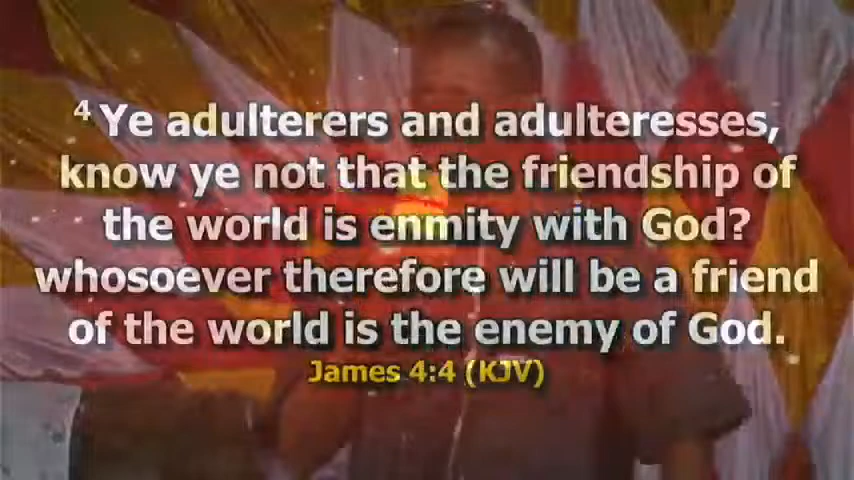 4 Ye adulterers and adulteresses,
know ye not that the friendship of
the world is enmity with God?
whosoever therefore will be a friend
of the world is the enemy of God.
James 4:4 (KJV)